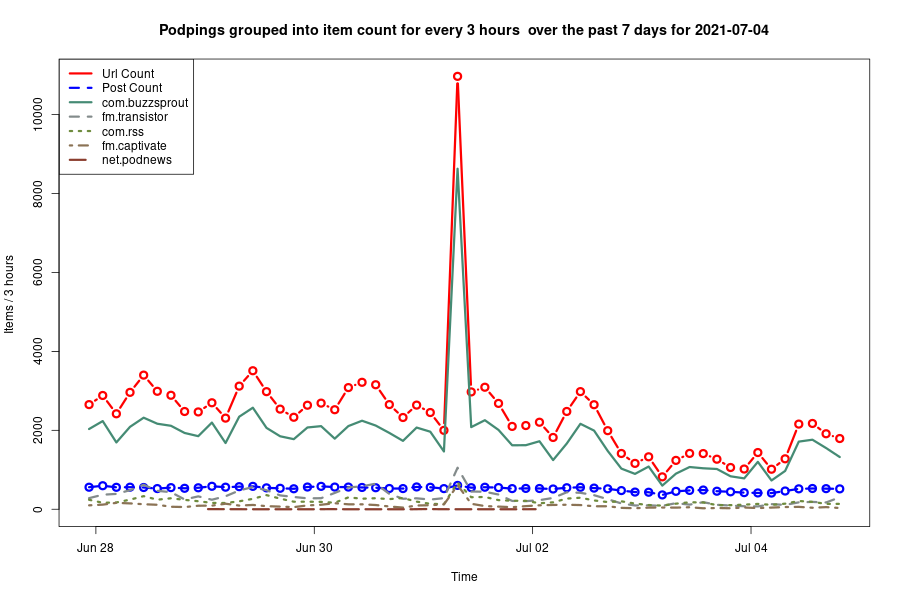 Podpings grouped into item count for every 3 hours  over the past 7 days for 2021-07-04
Url Count
Post Count
com.buzzsprout
fm.transistor
com.rss
fm.captivate
net.podnews
Items / 3 hours
10000
8000
6000
4000
2000
0
Jun 28
Jun 30
Jul 02
Jul 04
Time